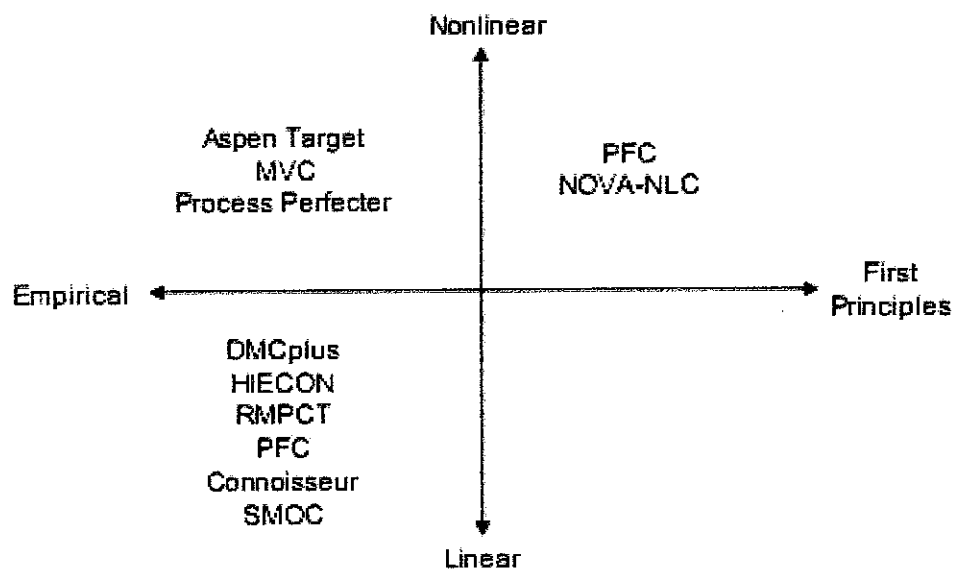 Nonlinear
Aspen Target
MVC
Process Perfecter
PFC
NOVA-NLC
Empirical
First
Principles
DMCplus
HIECON
RMPCT
PFC
Connoisseur
SMOC
Linear